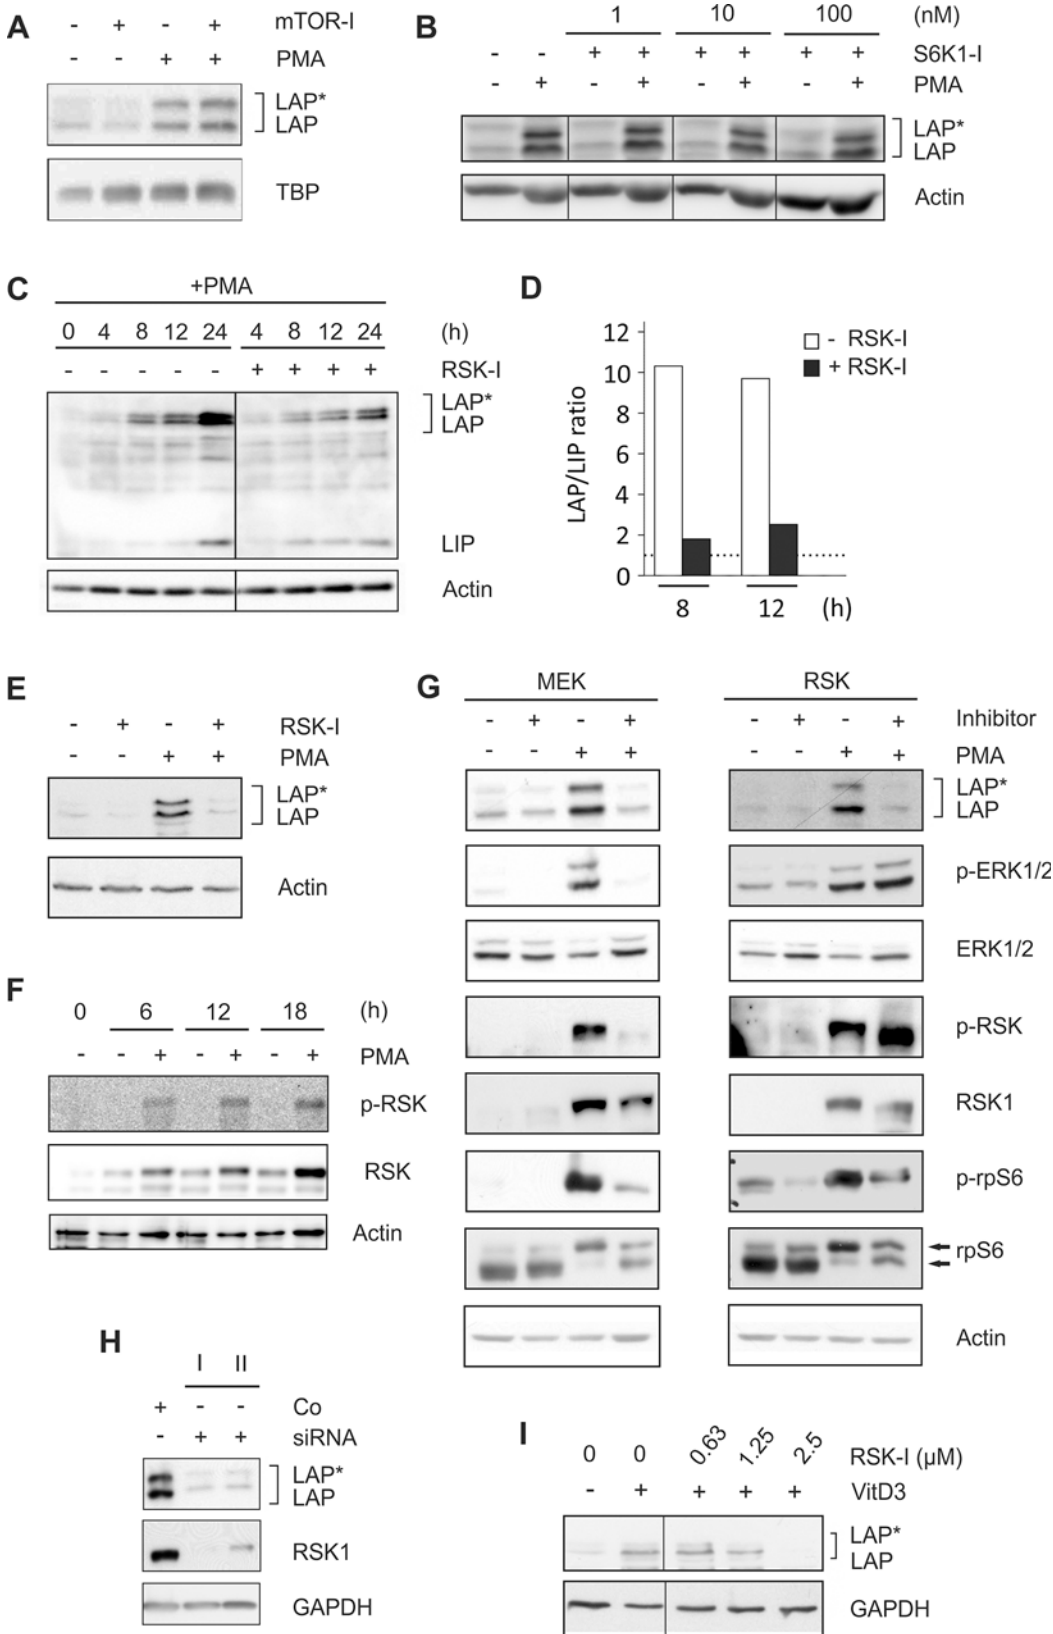 A
- + - + mTOR-I
- - + + PMA
LAP*
LAP
TBP
B
1 10 100 (nM)
- - + + + + + + S6K1-I
- + - + - + - + PMA
LAP*
LAP
Actin
C
+PMA
0 4 8 12 24 4 8 12 24 (h)
- - - - - + + + + RSK-I
LAP*
LAP
LIP
Actin
D
LAP/LIP ratio
12
10
8
6
4
2
0
- RSK-I
+ RSK-I
8 12 (h)
E
- + - + RSK-I
- - + + PMA
LAP*
LAP
Actin
F
0 6 12 18 (h)
- - + - + - + PMA
p-RSK
RSK
Actin
G
MEK RSK
- + - + - + - + Inhibitor
- - + + - - + + PMA
LAP*
LAP
p-ERK1/2
ERK1/2
p-RSK
RSK1
p-rpS6
rpS6
Actin
H
I II
+ - - Co
- + + siRNA
LAP*
LAP
RSK1
GAPDH
I
0 0 0.63 1.25 2.5 RSK-I (µM)
- + + + + VitD3
LAP*
LAP
GAPDH